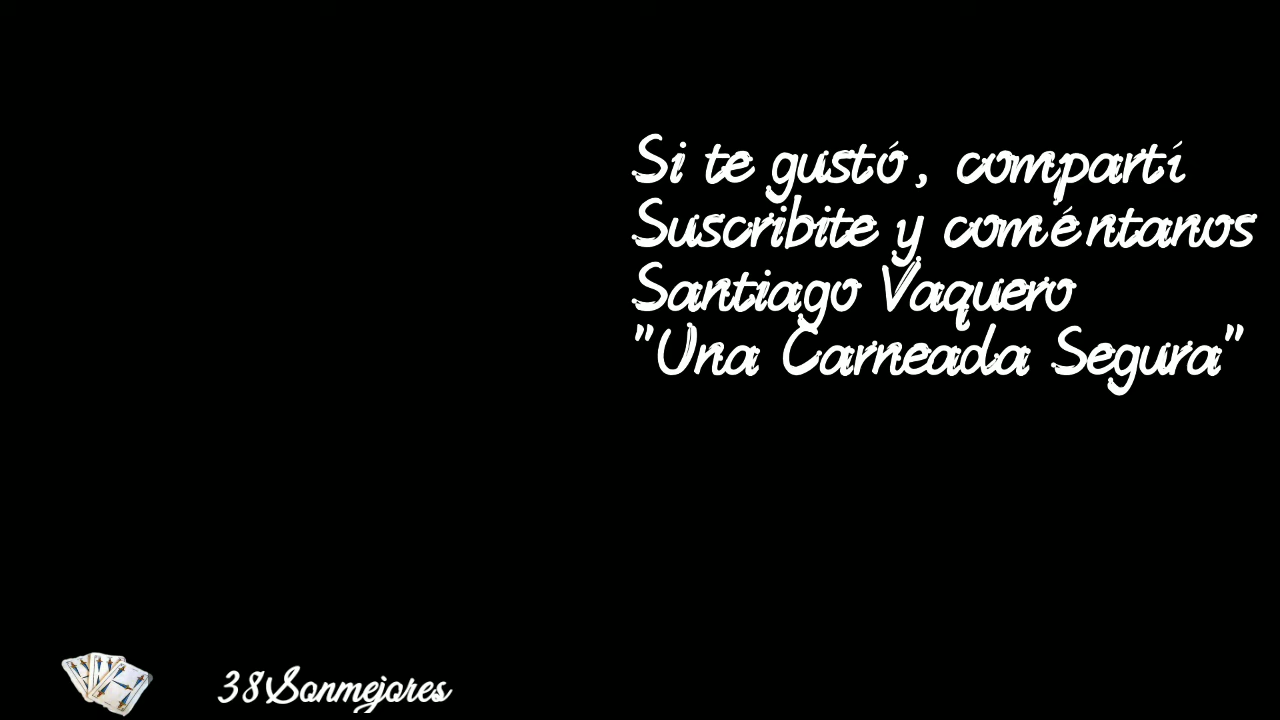 Si te gustó, compartí
Suscribite y coméntanos
Santiago Vaquero
"Una Carneada Segura"
38Sonmejores